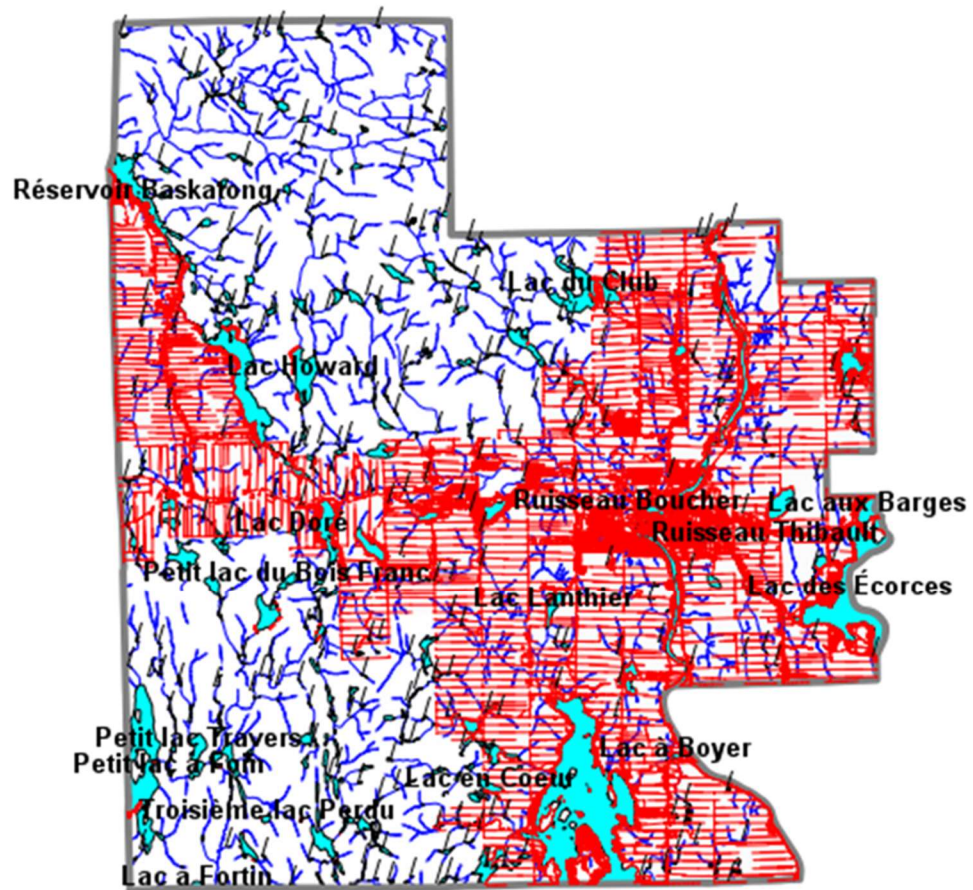 Réservoir Baskatong
Lac du Club
Lac Howard
Ruisseau Boucher
Lac aux Barges
Lac Doré
Ruisseau Thibault
Petit lac du Bois Franc
Lac des Écorces
Lac Lanthier
Petit lac Travers
Lac à Boyer
Petit lac à Foin
Lac en Coeur
Troisième lac Perdu
Lac à Fortin